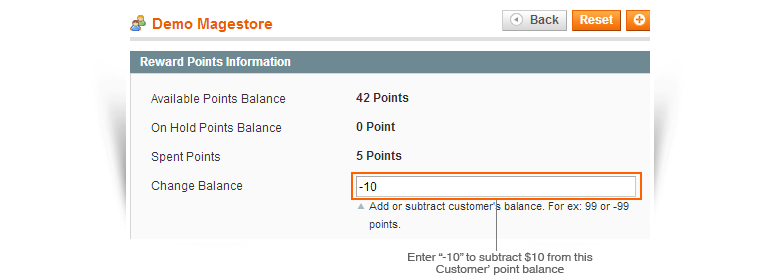 Demo Magestore
Back
Reset
Reward Points Information
Available Points Balance
42 Points
On Hold Points Balance
0 Point
Spent Points
5 Points
Change Balance
-10
Add or subtract customer's balance. For ex: 99 or -99
points.
Enter “-10” to subtract $10 from this
Customer’ point balance